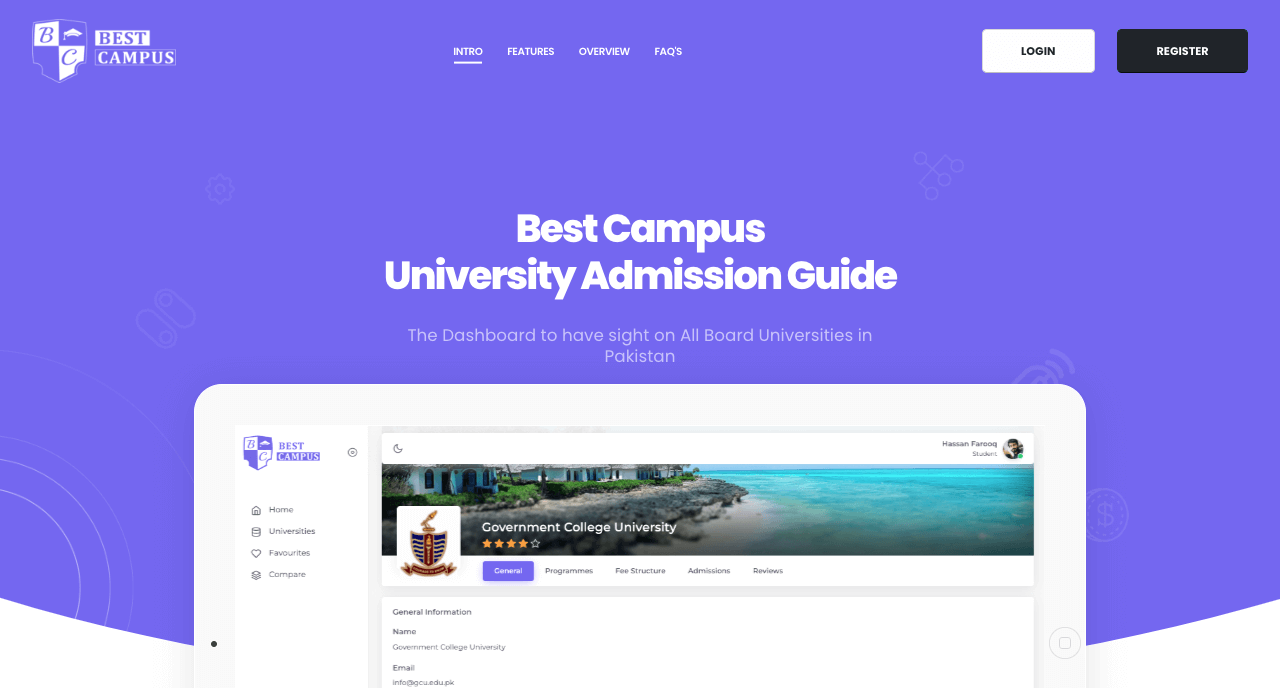 B
C
BEST
CAMPUS
INTRO
FEATURES
OVERVIEW
FAQ'S
LOGIN
REGISTER
Best Campus
University Admission Guide
The Dashboard to have sight on All Board Universities in
Pakistan
B
C
BEST
CAMPUS
Hassan Farooq
Student
Home
Universities
Favourites
Compare
Government College University
General
Programmes
Fee Structure
Admissions
Reviews
General Information
Name
Government College University
Email
info@gcu.edu.pk